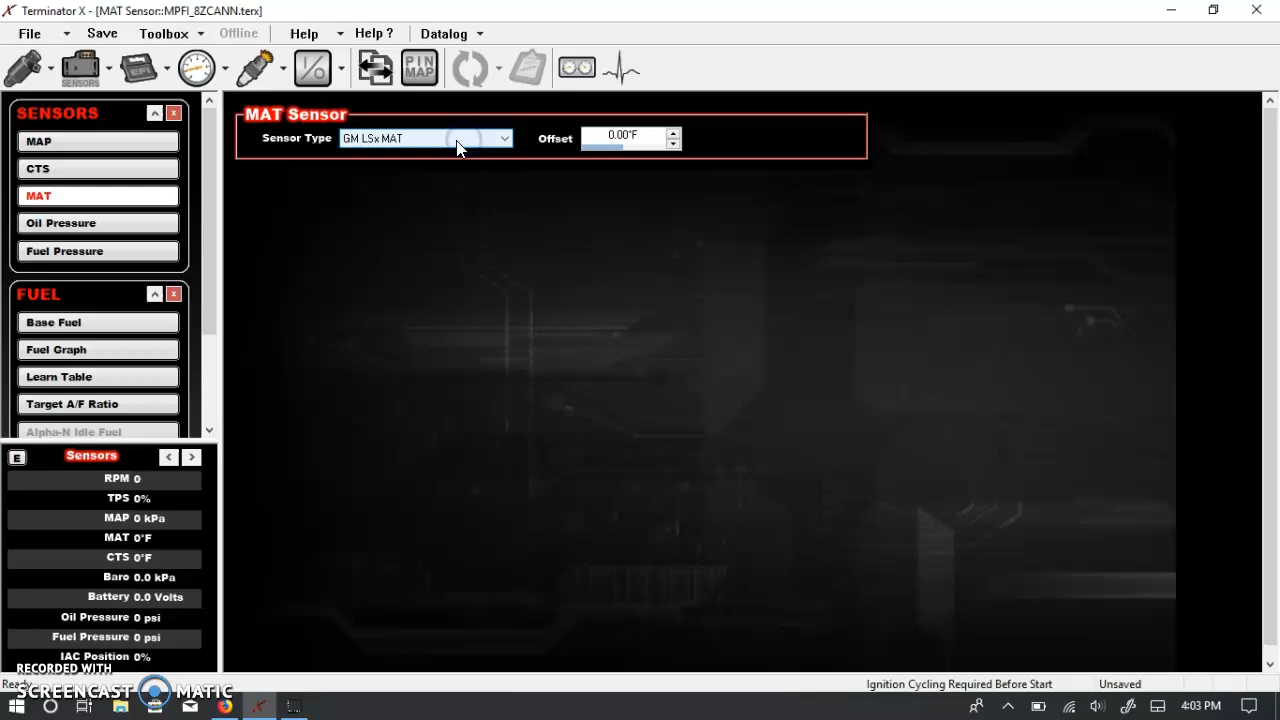 Terminator X - [MAT Sensor::MPFI_8ZCANN.terx]
File Save Toolbox Offline Help Help ? Datalog
SENSORS EFI I/O PIN MAP
SENSORS
MAP
CTS
MAT
Oil Pressure
Fuel Pressure
FUEL
Base Fuel
Fuel Graph
Learn Table
Target A/F Ratio
Alpha-N Idle Fuel
MAT Sensor
Sensor Type GM LSx MAT Offset 0.00°F
E Sensors < >
RPM 0
TPS 0%
MAP 0 kPa
MAT 0°F
CTS 0°F
Baro 0.0 kPa
Battery 0.0 Volts
Oil Pressure 0 psi
Fuel Pressure 0 psi
IAC Position 0%
RECORDED WITH
SCREENCAST MATIC
Ready Ignition Cycling Required Before Start Unsaved
4:03 PM